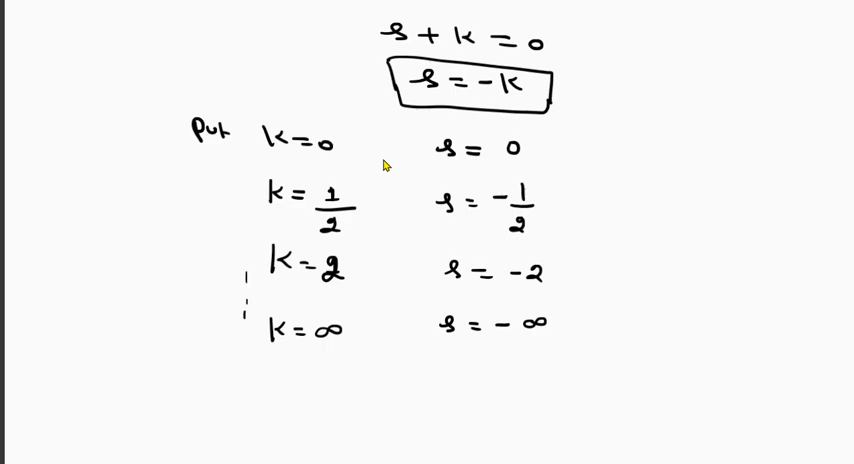 s + k = 0
s = -k
Put k = 0 s = 0
k = 1/2 s = -1/2
k = 2 s = -2
k = ∞ s = -∞